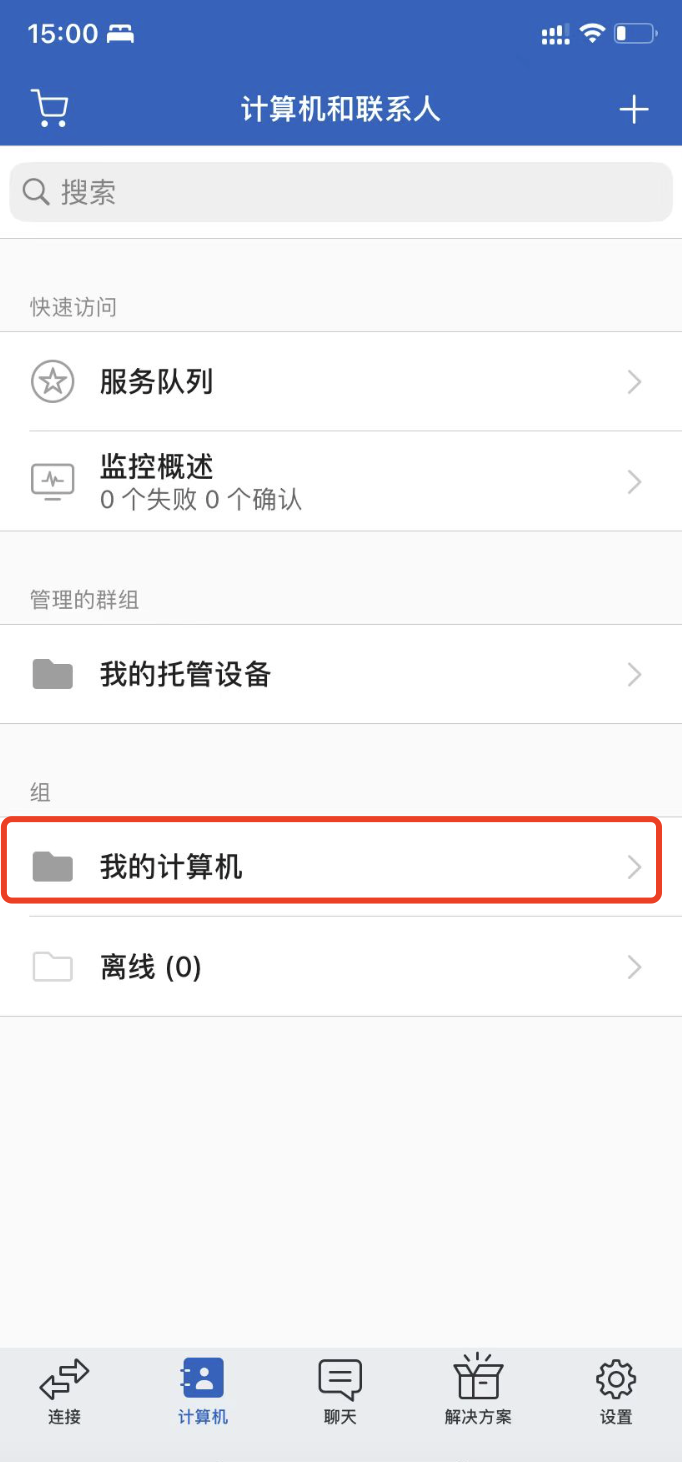 15:00
计算机和联系人
搜索
快速访问
服务队列
监控概述
0 个失败 0 个确认
管理的群组
我的托管设备
组
我的计算机
离线 (0)
连接
计算机
聊天
解决方案
设置